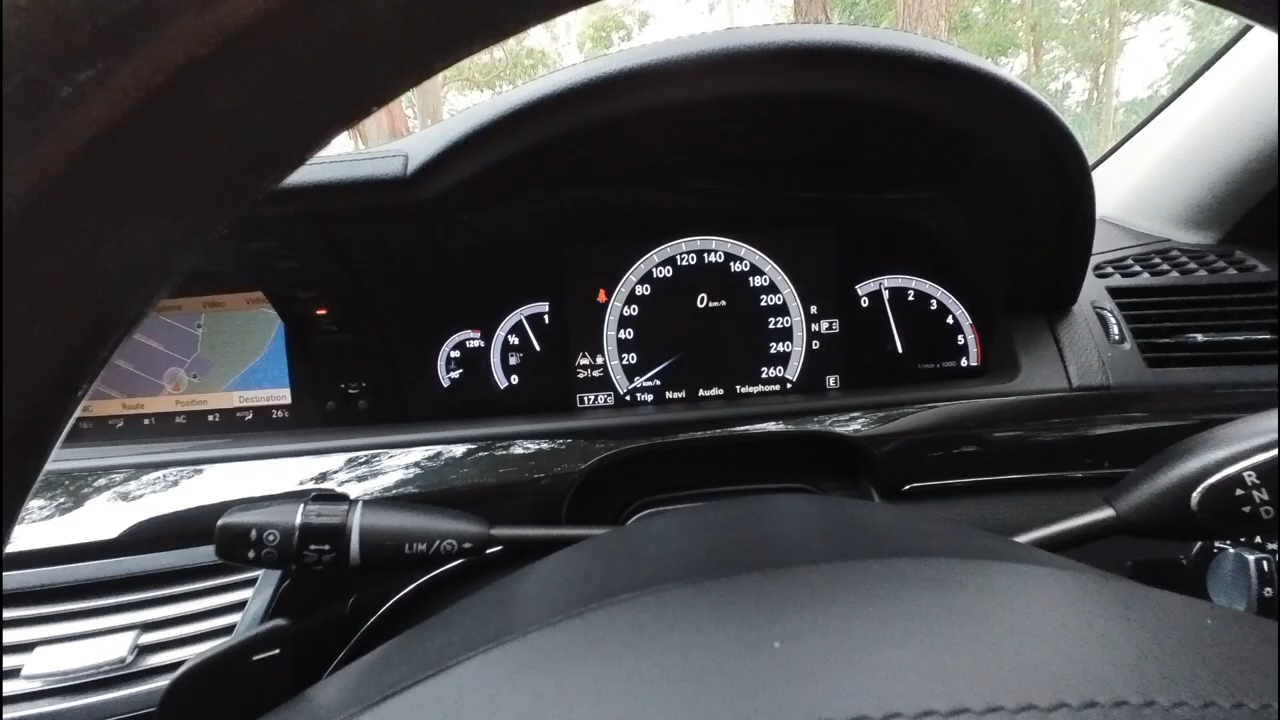 Video
Route
Position
Destination
AC
2
26°c
80
120°C
0
½
1
0
20
40
60
80
100
120
140
160
180
200
220
240
260
0 km/h
km/h
17.0°c
Trip Navi Audio Telephone
R
N P
D
E
0
1
2
3
4
5
6
1/min x 1000
LIM
R
N
D